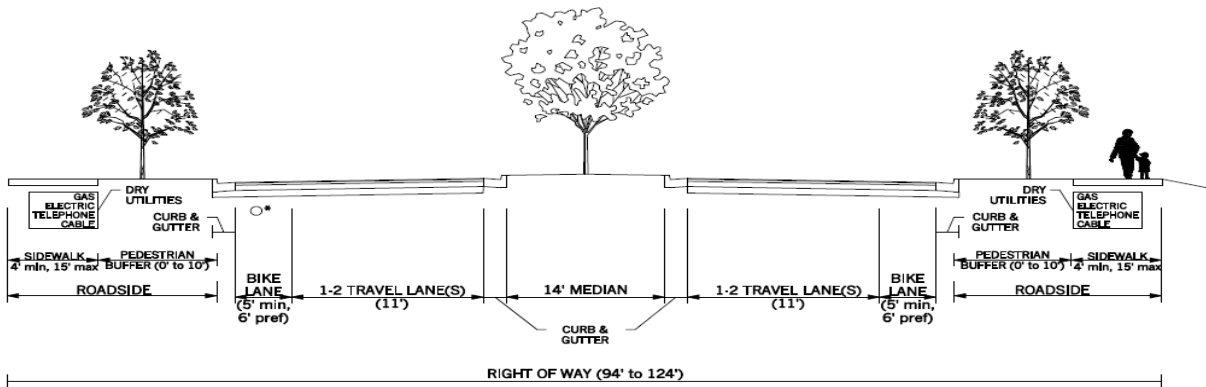 GAS
ELECTRIC
TELEPHONE
CABLE
DRY
UTILITIES
CURB &
GUTTER
*
DRY
UTILITIES
GAS
ELECTRIC
TELEPHONE
CABLE
CURB &
GUTTER
SIDEWALK
4' min, 15' max
PEDESTRIAN
BUFFER (0' to 10')
PEDESTRIAN
BUFFER (0' to 10')
SIDEWALK
4' min, 15' max
ROADSIDE
BIKE
LANE
(5' min,
6' pref)
1-2 TRAVEL LANE(S)
(11')
14' MEDIAN
1-2 TRAVEL LANE(S)
(11')
BIKE
LANE
(5' min,
6' pref)
ROADSIDE
CURB &
GUTTER
RIGHT OF WAY (94' to 124')